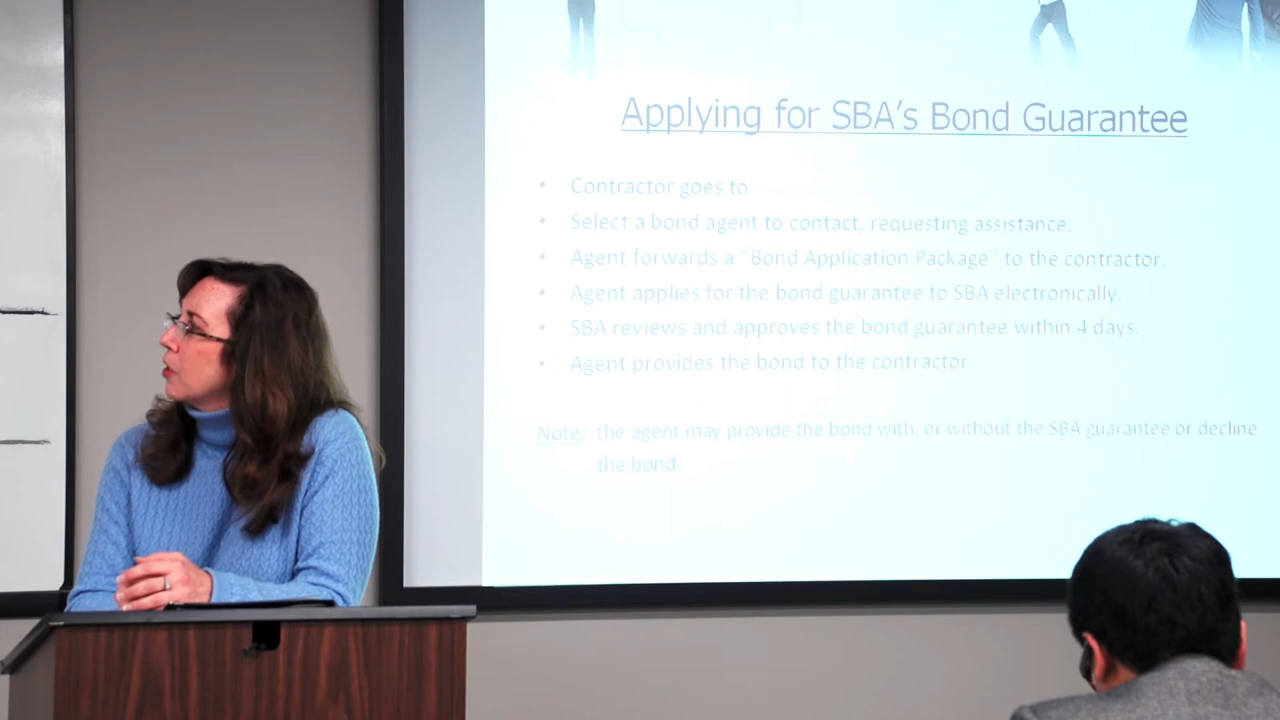 Applying for SBA's Bond Guarantee
• Contractor goes to
• Select a bond agent to contact, requesting assistance.
• Agent forwards a "Bond Application Package" to the contractor.
• Agent applies for the bond guarantee to SBA electronically.
• SBA reviews and approves the bond guarantee within 4 days.
• Agent provides the bond to the contractor.
Note: the agent may provide the bond with, or without the SBA guarantee or decline
the bond.